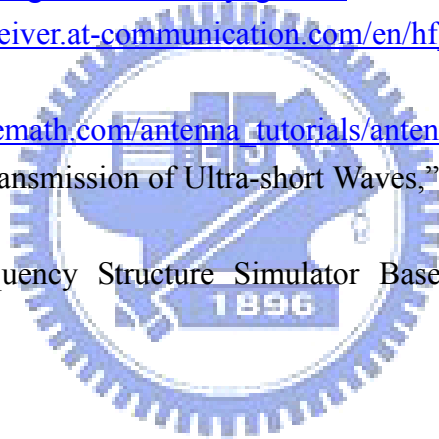 eiver.at-communication.com/en/hf
emath.com/antenna_tutorials/anten
ansmission of Ultra-short Waves,”
quency Structure Simulator Base
1896